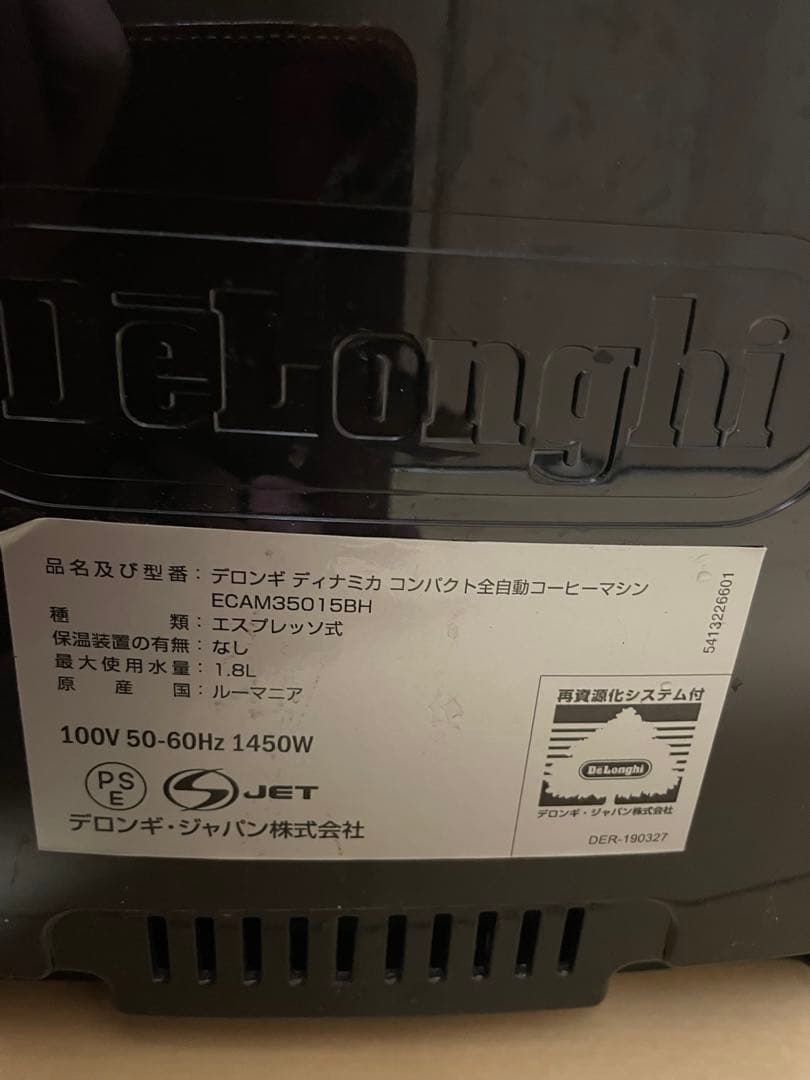 DeLonghi
品名及び型番：デロンギ ディナミカ コンパクト全自動コーヒーマシン
ECAM35015BH
種類：エスプレッソ式
保温装置の有無：なし
最大使用水量：1.8L
原産国：ルーマニア
100V 50-60Hz 1450W
PS
E
JET
デロンギ・ジャパン株式会社
5413226601
再資源化システム付
DeLonghi
デロンギ・ジャパン株式会社
DER-190327